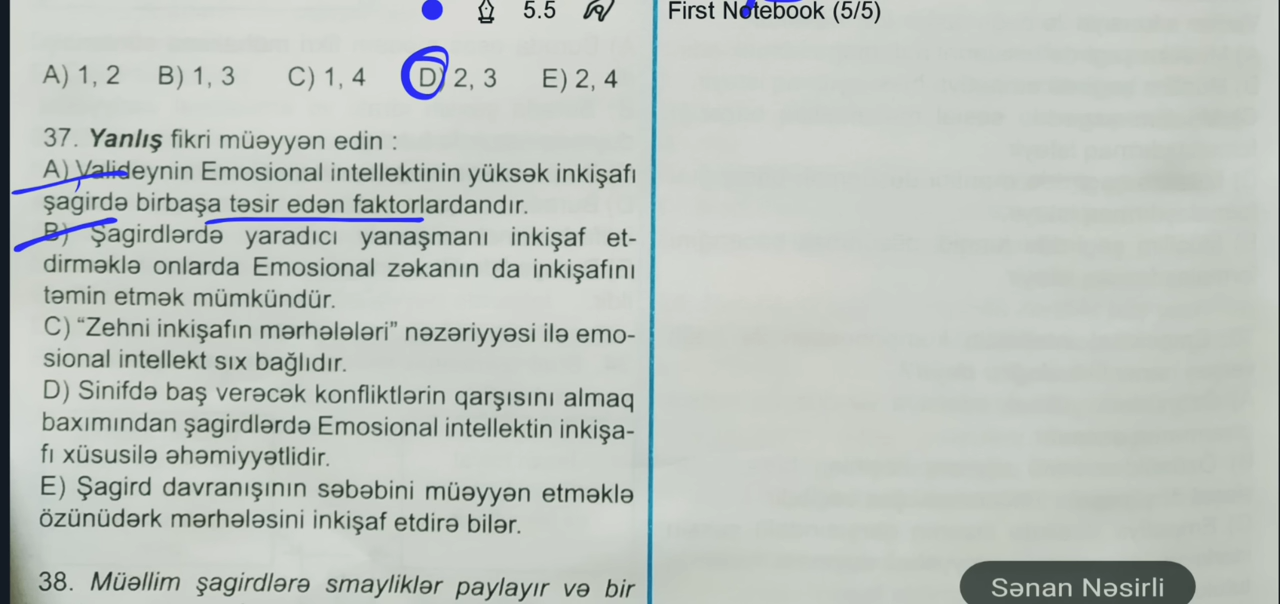 5.5
First Notebook (5/5)
A) 1, 2 B) 1, 3 C) 1, 4 D) 2, 3 E) 2, 4
37. Yanlış fikri müəyyən edin :
A) Valideynin Emosional intellektinin yüksək inkişafı
şagirdə birbaşa təsir edən faktorlardandır.
B) Şagirdlərdə yaradıcı yanaşmanı inkişaf et-
dirməklə onlarda Emosional zəkanın da inkişafını
təmin etmək mümkündür.
C) “Zehni inkişafın mərhələləri” nəzəriyyəsi ilə emo-
sional intellekt sıx bağlıdır.
D) Sinifdə baş verəcək konfliktlərin qarşısını almaq
baxımından şagirdlərdə Emosional intellektin inkişa-
fı xüsusilə əhəmiyyətlidir.
E) Şagird davranışının səbəbini müəyyən etməklə
özünüdərk mərhələsini inkişaf etdirə bilər.
38. Müəllim şagirdlərə smayliklər paylayır və bir
Sənan Nəsirli